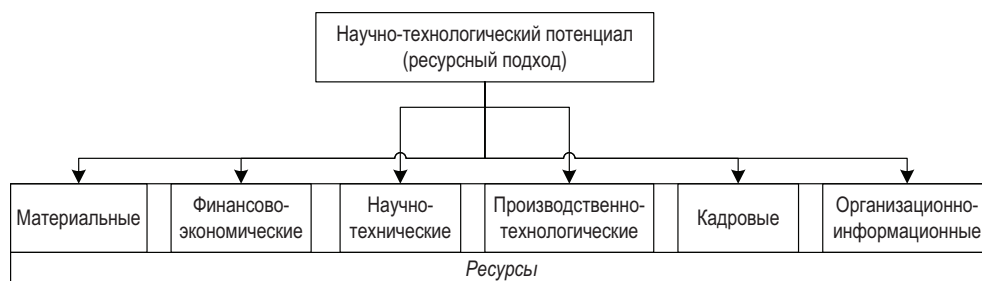 Научно-технологический потенциал
(ресурсный подход)
Материальные
Финансово-
экономические
Научно-
технические
Производственно-
технологические
Кадровые
Организационно-
информационные
Ресурсы